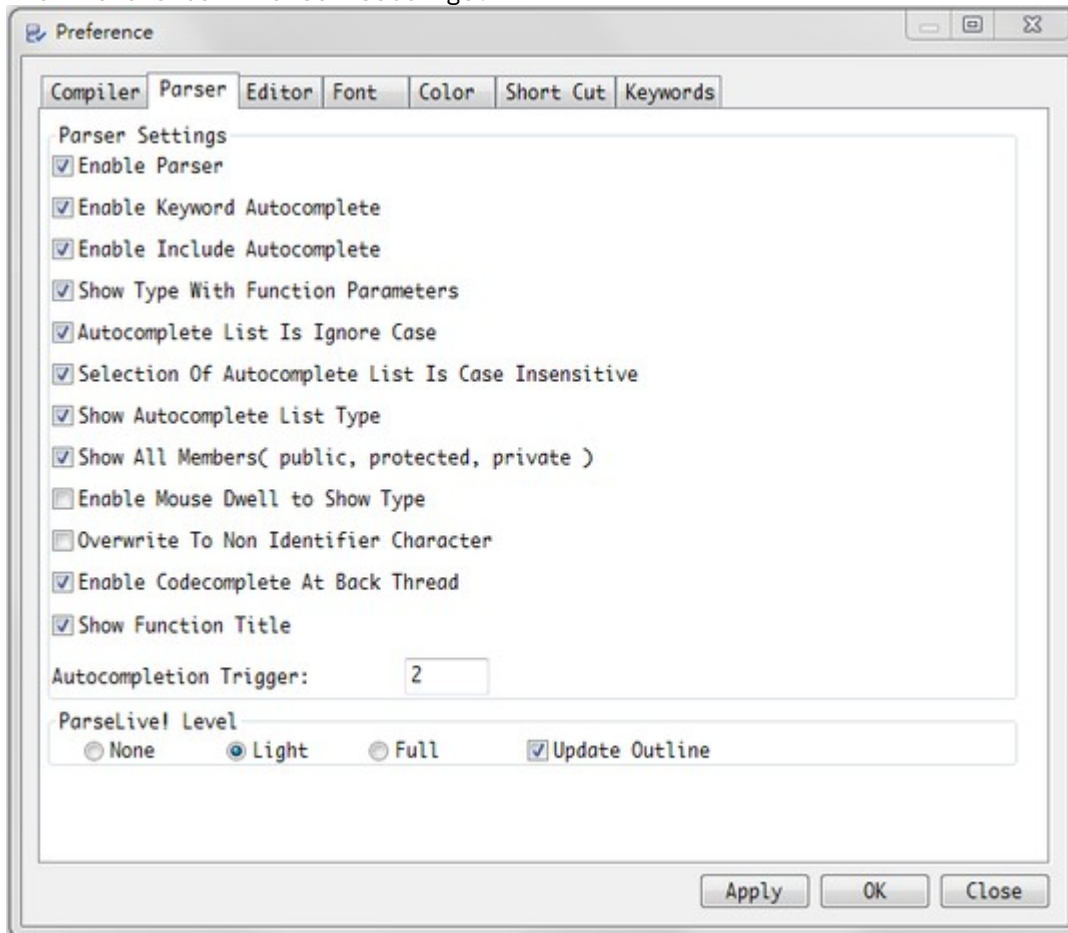 Preference
Compiler Parser Editor Font Color Short Cut Keywords
Parser Settings
Enable Parser
Enable Keyword Autocomplete
Enable Include Autocomplete
Show Type With Function Parameters
Autocomplete List Is Ignore Case
Selection Of Autocomplete List Is Case Insensitive
Show Autocomplete List Type
Show All Members( public, protected, private )
Enable Mouse Dwell to Show Type
Overwrite To Non Identifier Character
Enable Codecomplete At Back Thread
Show Function Title
Autocompletion Trigger: 2
ParseLive! Level
None Light Full Update Outline
Apply OK Close